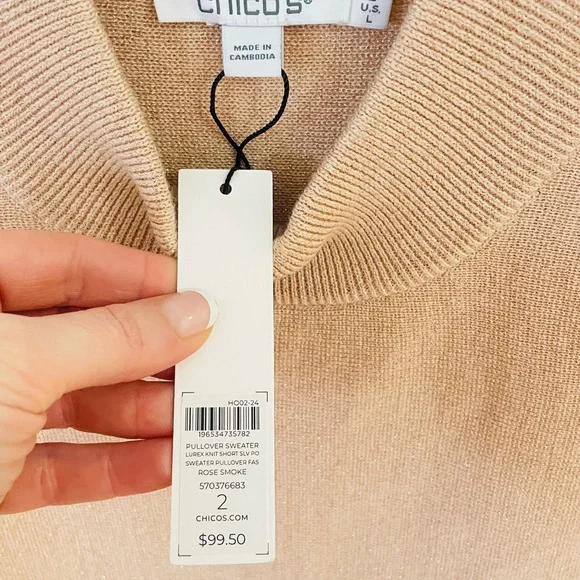 CHICO'S®
U.S.
L
MADE IN
CAMBODIA
HO02-24
196534735782
PULLOVER SWEATER
LUREX KNIT SHORT SLV PO
SWEATER PULLOVER FAS
ROSE SMOKE
570376683
2
CHICOS.COM
$99.50